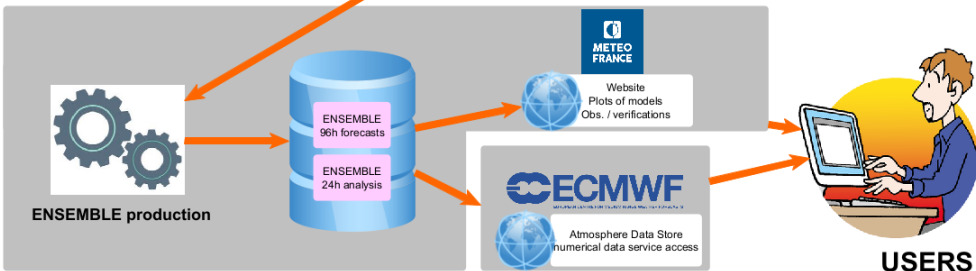 METEO
FRANCE
Website
Plots of models
Obs. / verifications
ENSEMBLE
96h forecasts
ENSEMBLE
24h analysis
ENSEMBLE production
ECMWF
Atmosphere Data Store
numerical data service access
USERS